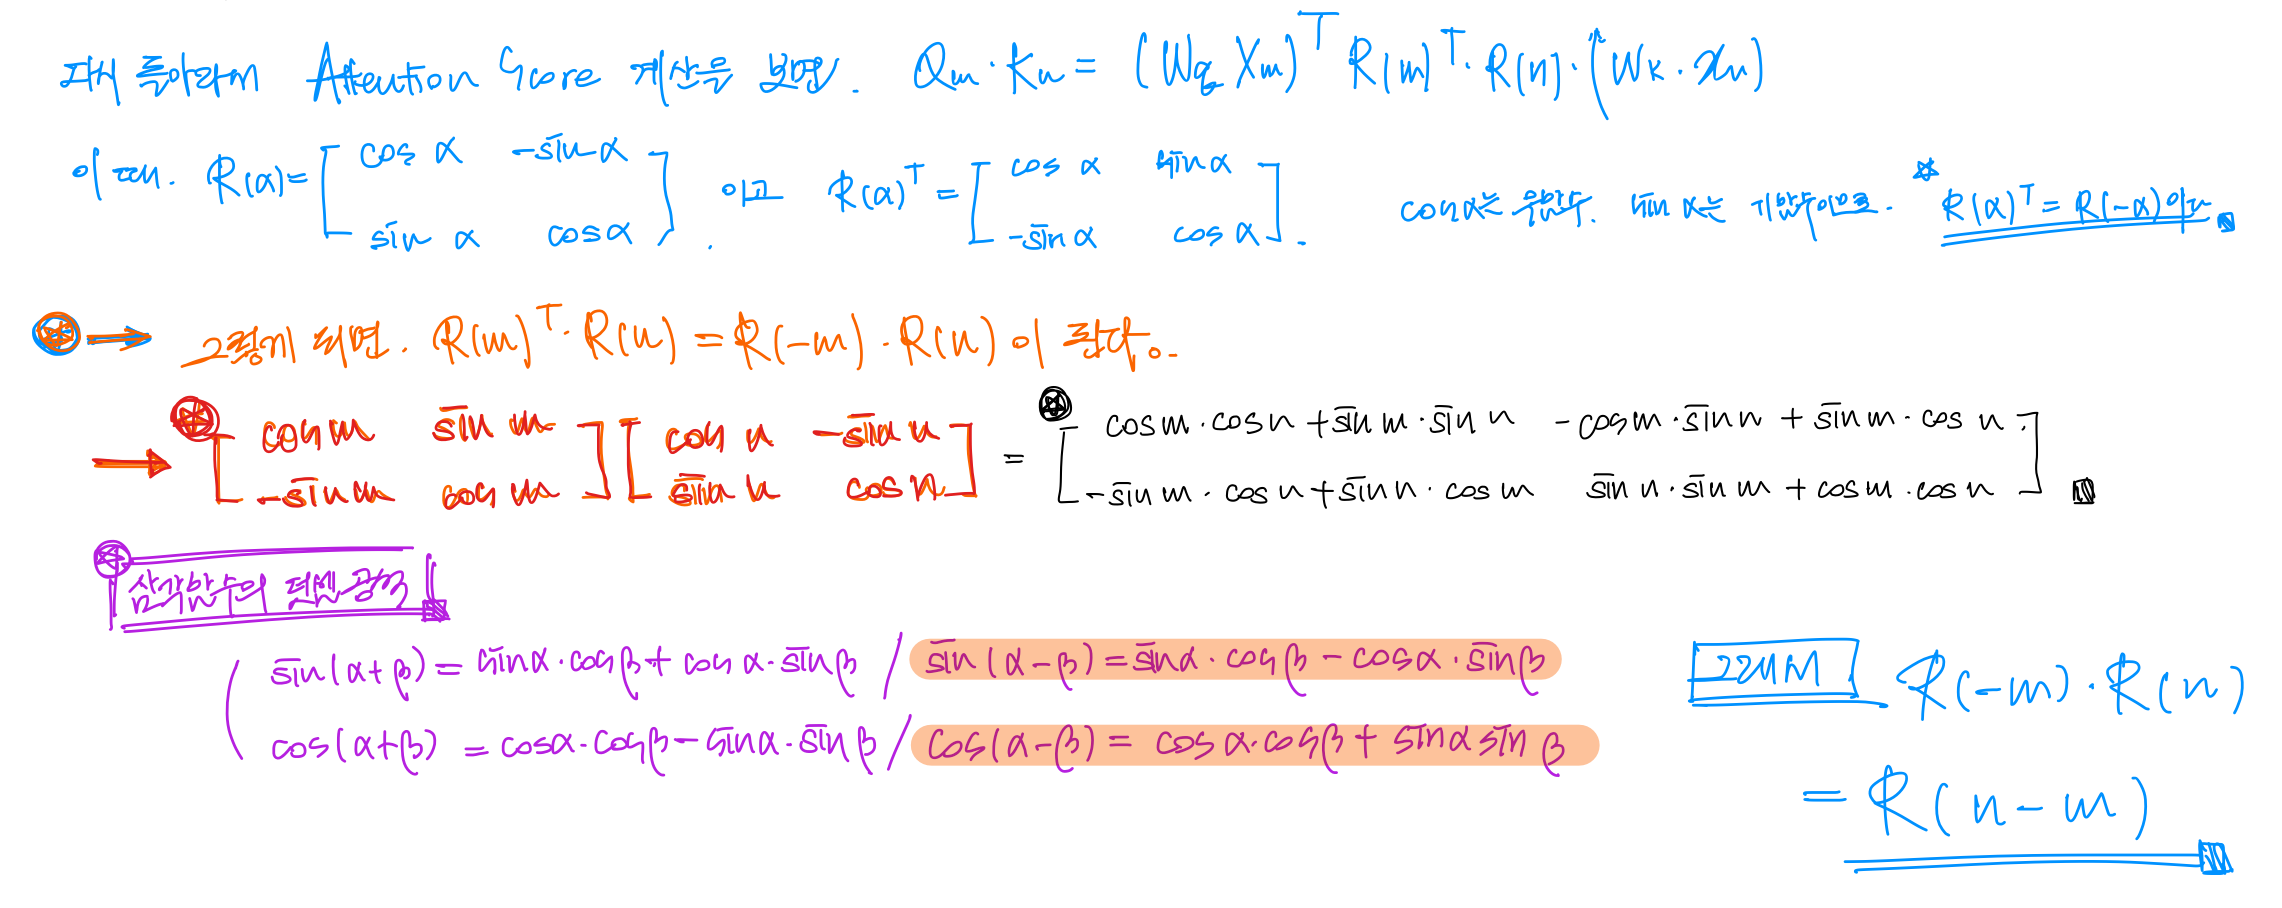 다시 돌아와서 Attention Score 계산을 보면. Qm · Kn = (Wq Xm)^T R(m)^T · R(n) · (Wk · xn)
이 때. R(α) = [cos α -sin α; sin α cos α] 이고 R(α)^T = [cos α sin α; -sin α cos α]. cos α는 우함수. sin α는 기함수이므로. ☆ R(α)^T = R(-α)이고
→ 그렇게 되면. R(m)^T · R(n) = R(-m) · R(n) 이 된다.
→ [cos m sin m; -sin m cos m] [cos n -sin n; sin n cos n] = [cos m · cos n + sin m · sin n -cos m · sin n + sin m · cos n; -sin m · cos n + sin n · cos m sin n · sin m + cos m · cos n]
삼각함수의 덧셈 공식
sin(α+β) = sin α · cos β + cos α · sin β / sin(α-β) = sin α · cos β - cos α · sin β
cos(α+β) = cos α · cos β - sin α · sin β / cos(α-β) = cos α · cos β + sin α sin β
그래서 R(-m) · R(n)
= R(n-m)